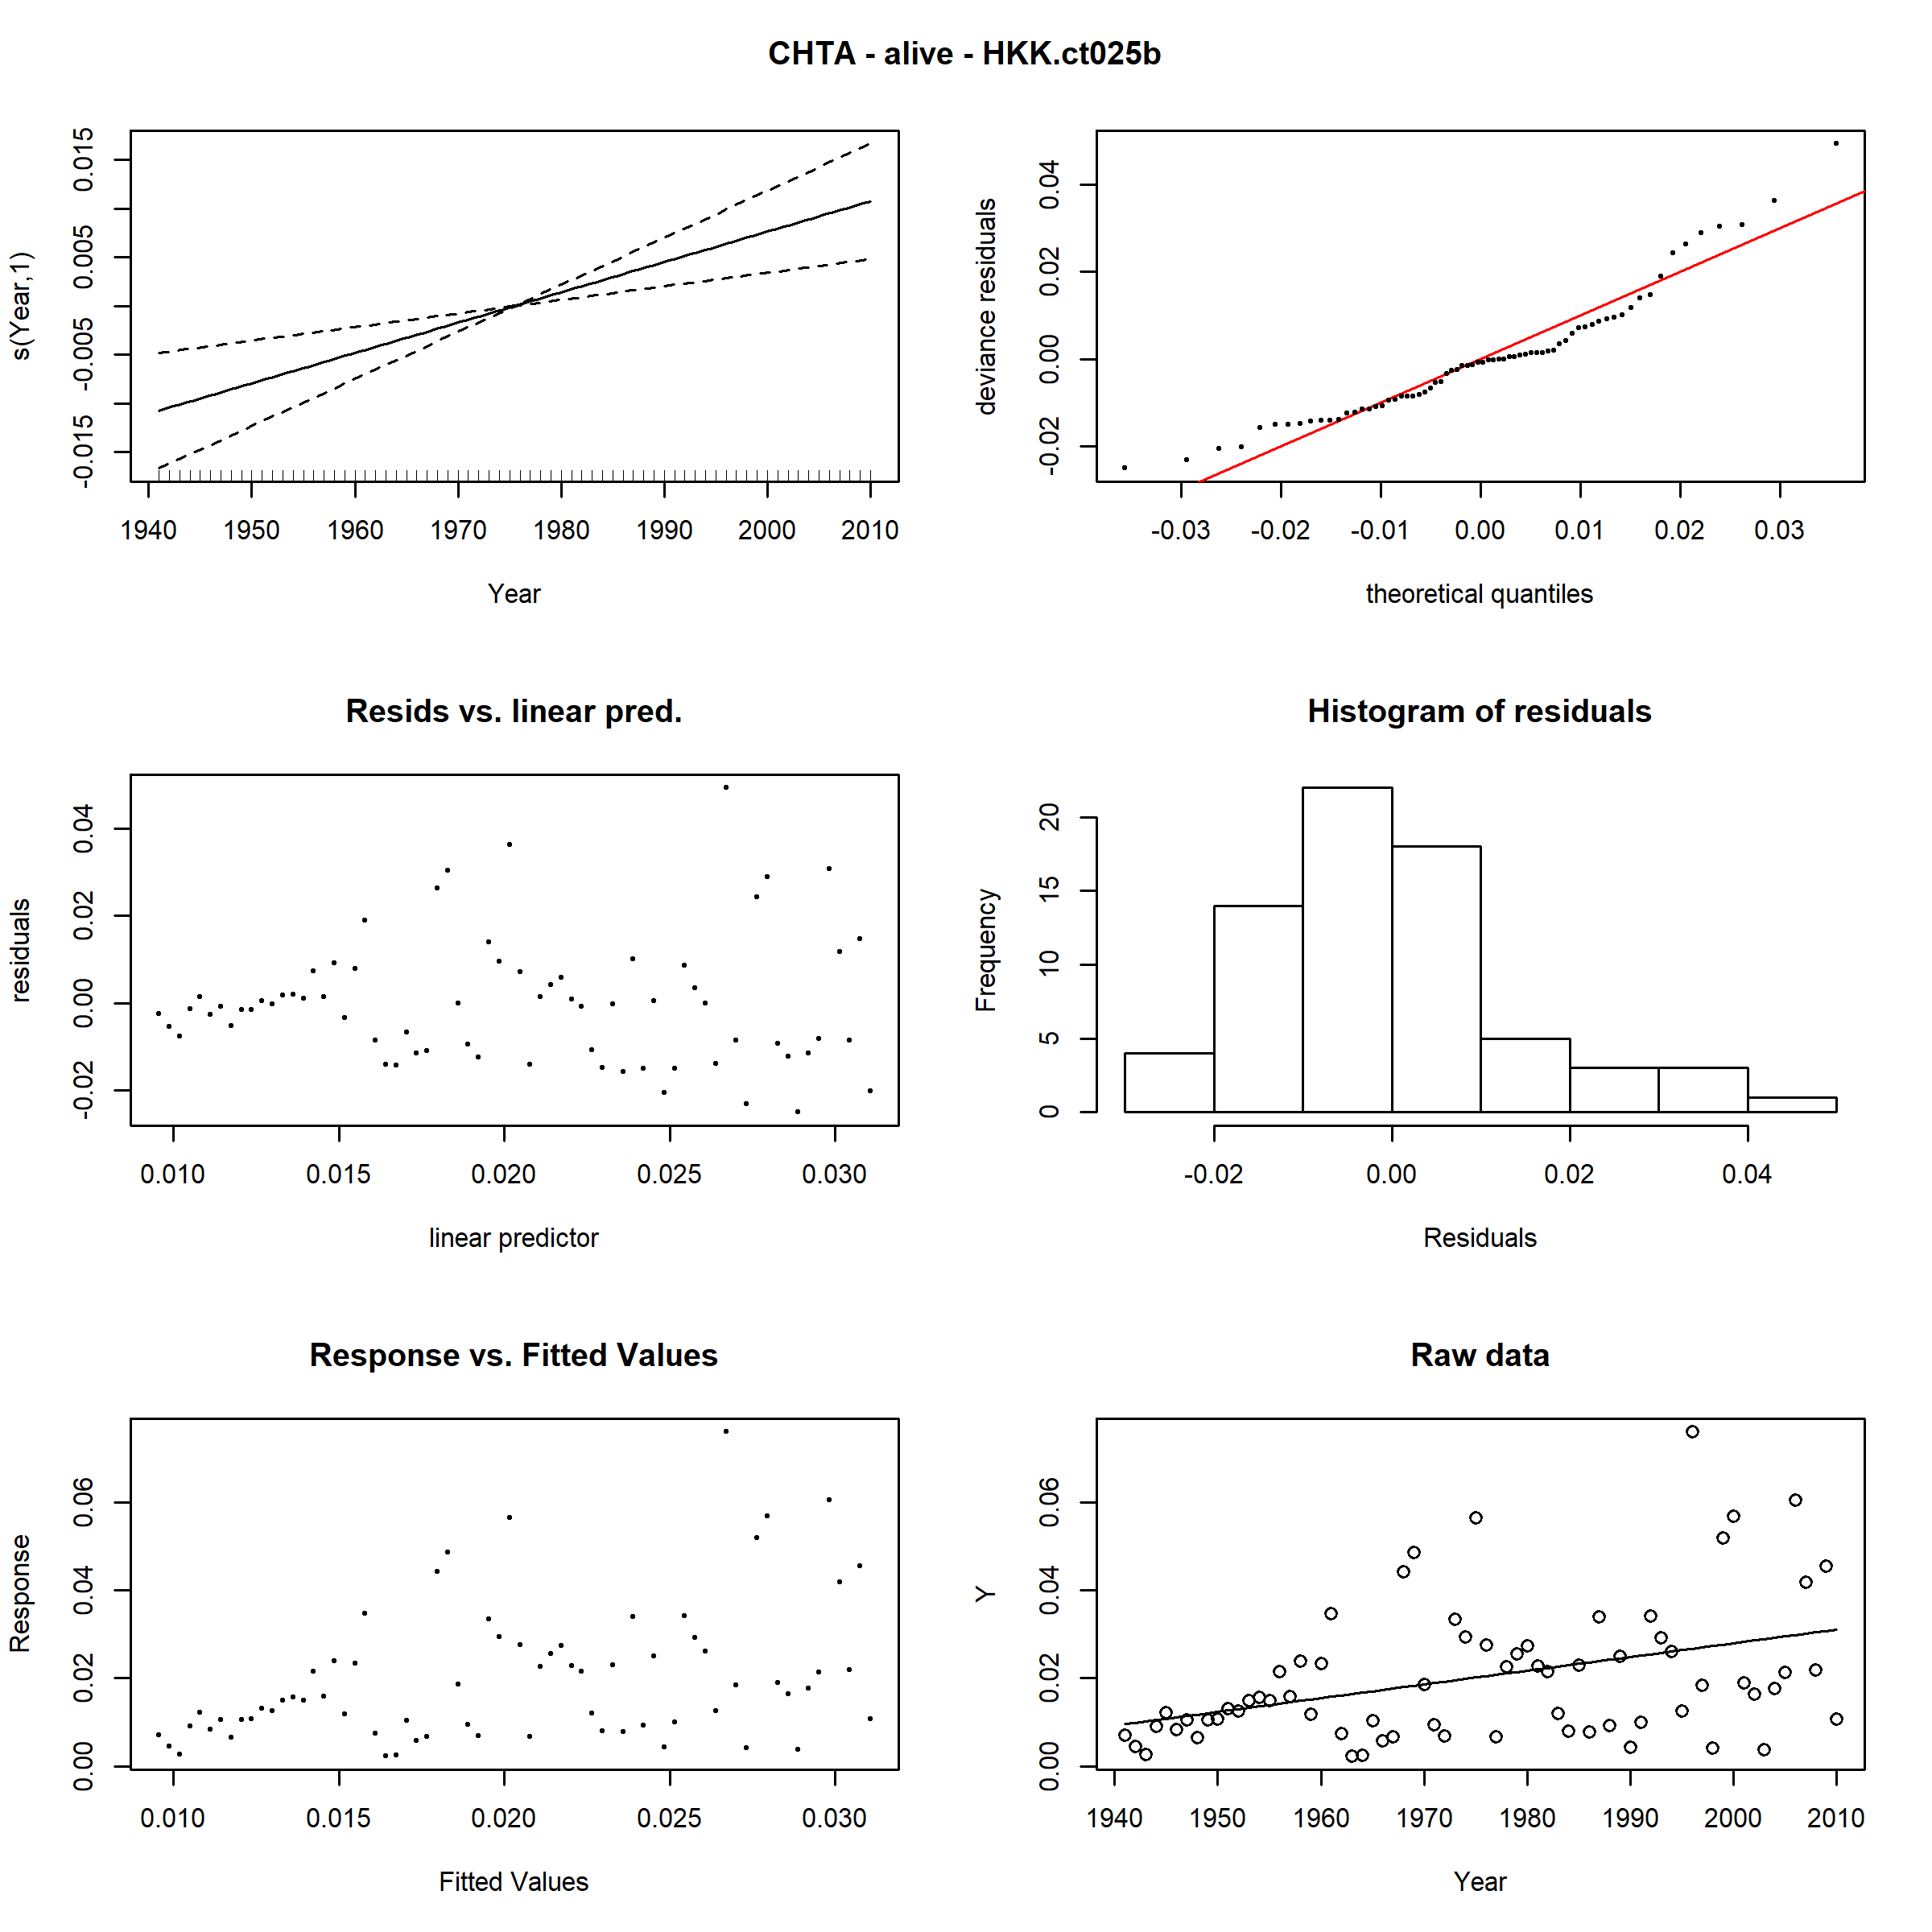 CHTA - alive - HKK.ct025b
s(Year,1)
0.015
0.005
-0.005
-0.015
1940 1950 1960 1970 1980 1990 2000 2010
Year
deviance residuals
0.04
0.02
0.00
-0.02
-0.03 -0.02 -0.01 0.00 0.01 0.02 0.03
theoretical quantiles
Resids vs. linear pred.
residuals
0.04
0.02
0.00
-0.02
0.010 0.015 0.020 0.025 0.030
linear predictor
Histogram of residuals
Frequency
20
15
10
5
0
-0.02 0.00 0.02 0.04
Residuals
Response vs. Fitted Values
Response
0.06
0.04
0.02
0.00
0.010 0.015 0.020 0.025 0.030
Fitted Values
Raw data
Y
0.06
0.04
0.02
0.00
1940 1950 1960 1970 1980 1990 2000 2010
Year